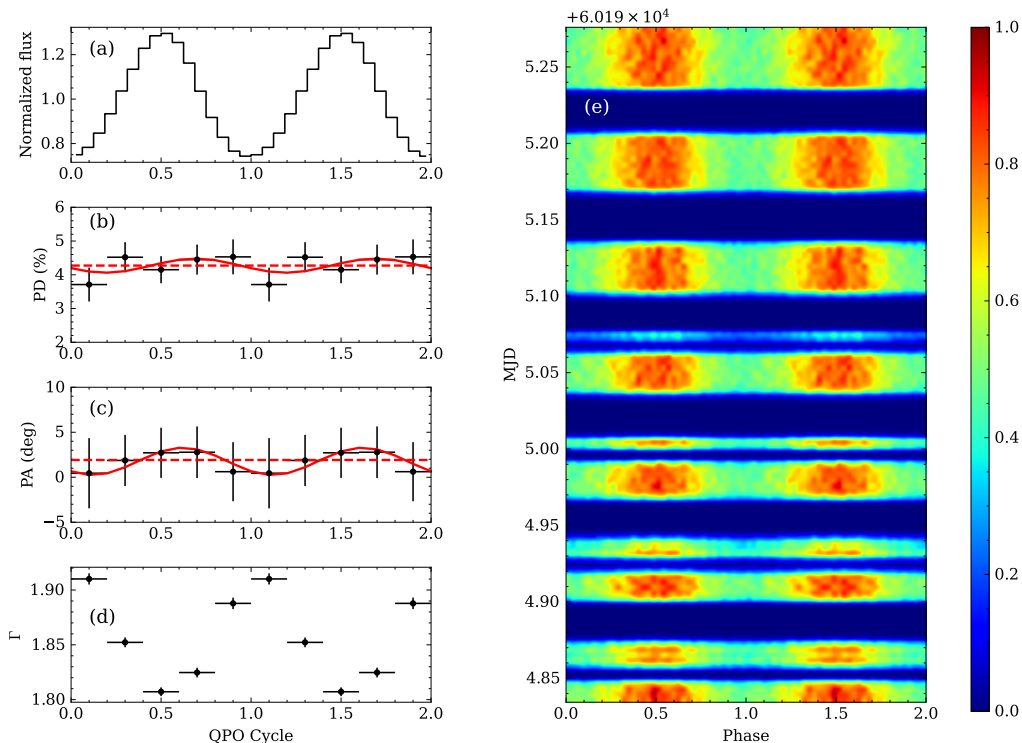 (a)
Normalized flux
1.2
1.0
0.8
0.0 0.5 1.0 1.5 2.0
(b)
PD (%)
6
5
4
3
2
0.0 0.5 1.0 1.5 2.0
(c)
PA (deg)
10
5
0
−5
0.0 0.5 1.0 1.5 2.0
(d)
Γ
1.90
1.85
1.80
0.0 0.5 1.0 1.5 2.0
QPO Cycle
+6.019 × 10⁴
(e)
MJD
5.25
5.20
5.15
5.10
5.05
5.00
4.95
4.90
4.85
0.0 0.5 1.0 1.5 2.0
Phase
1.0
0.8
0.6
0.4
0.2
0.0